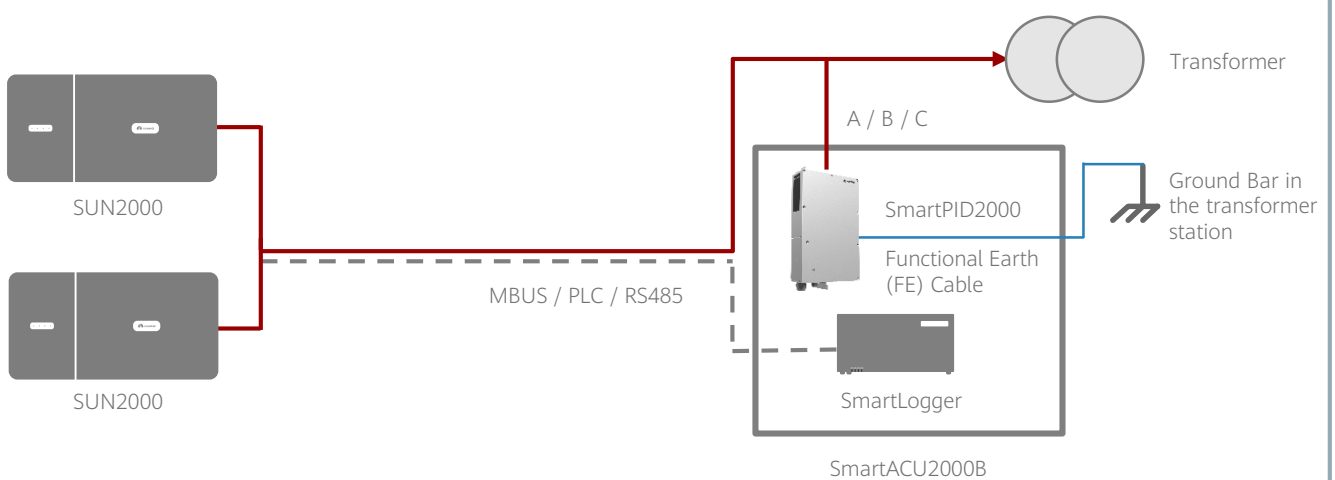 Transformer
A / B / C
Ground Bar in
the transformer
station
SUN2000
SmartPID2000
Functional Earth
(FE) Cable
MBUS / PLC / RS485
SUN2000
SmartLogger
SmartACU2000B